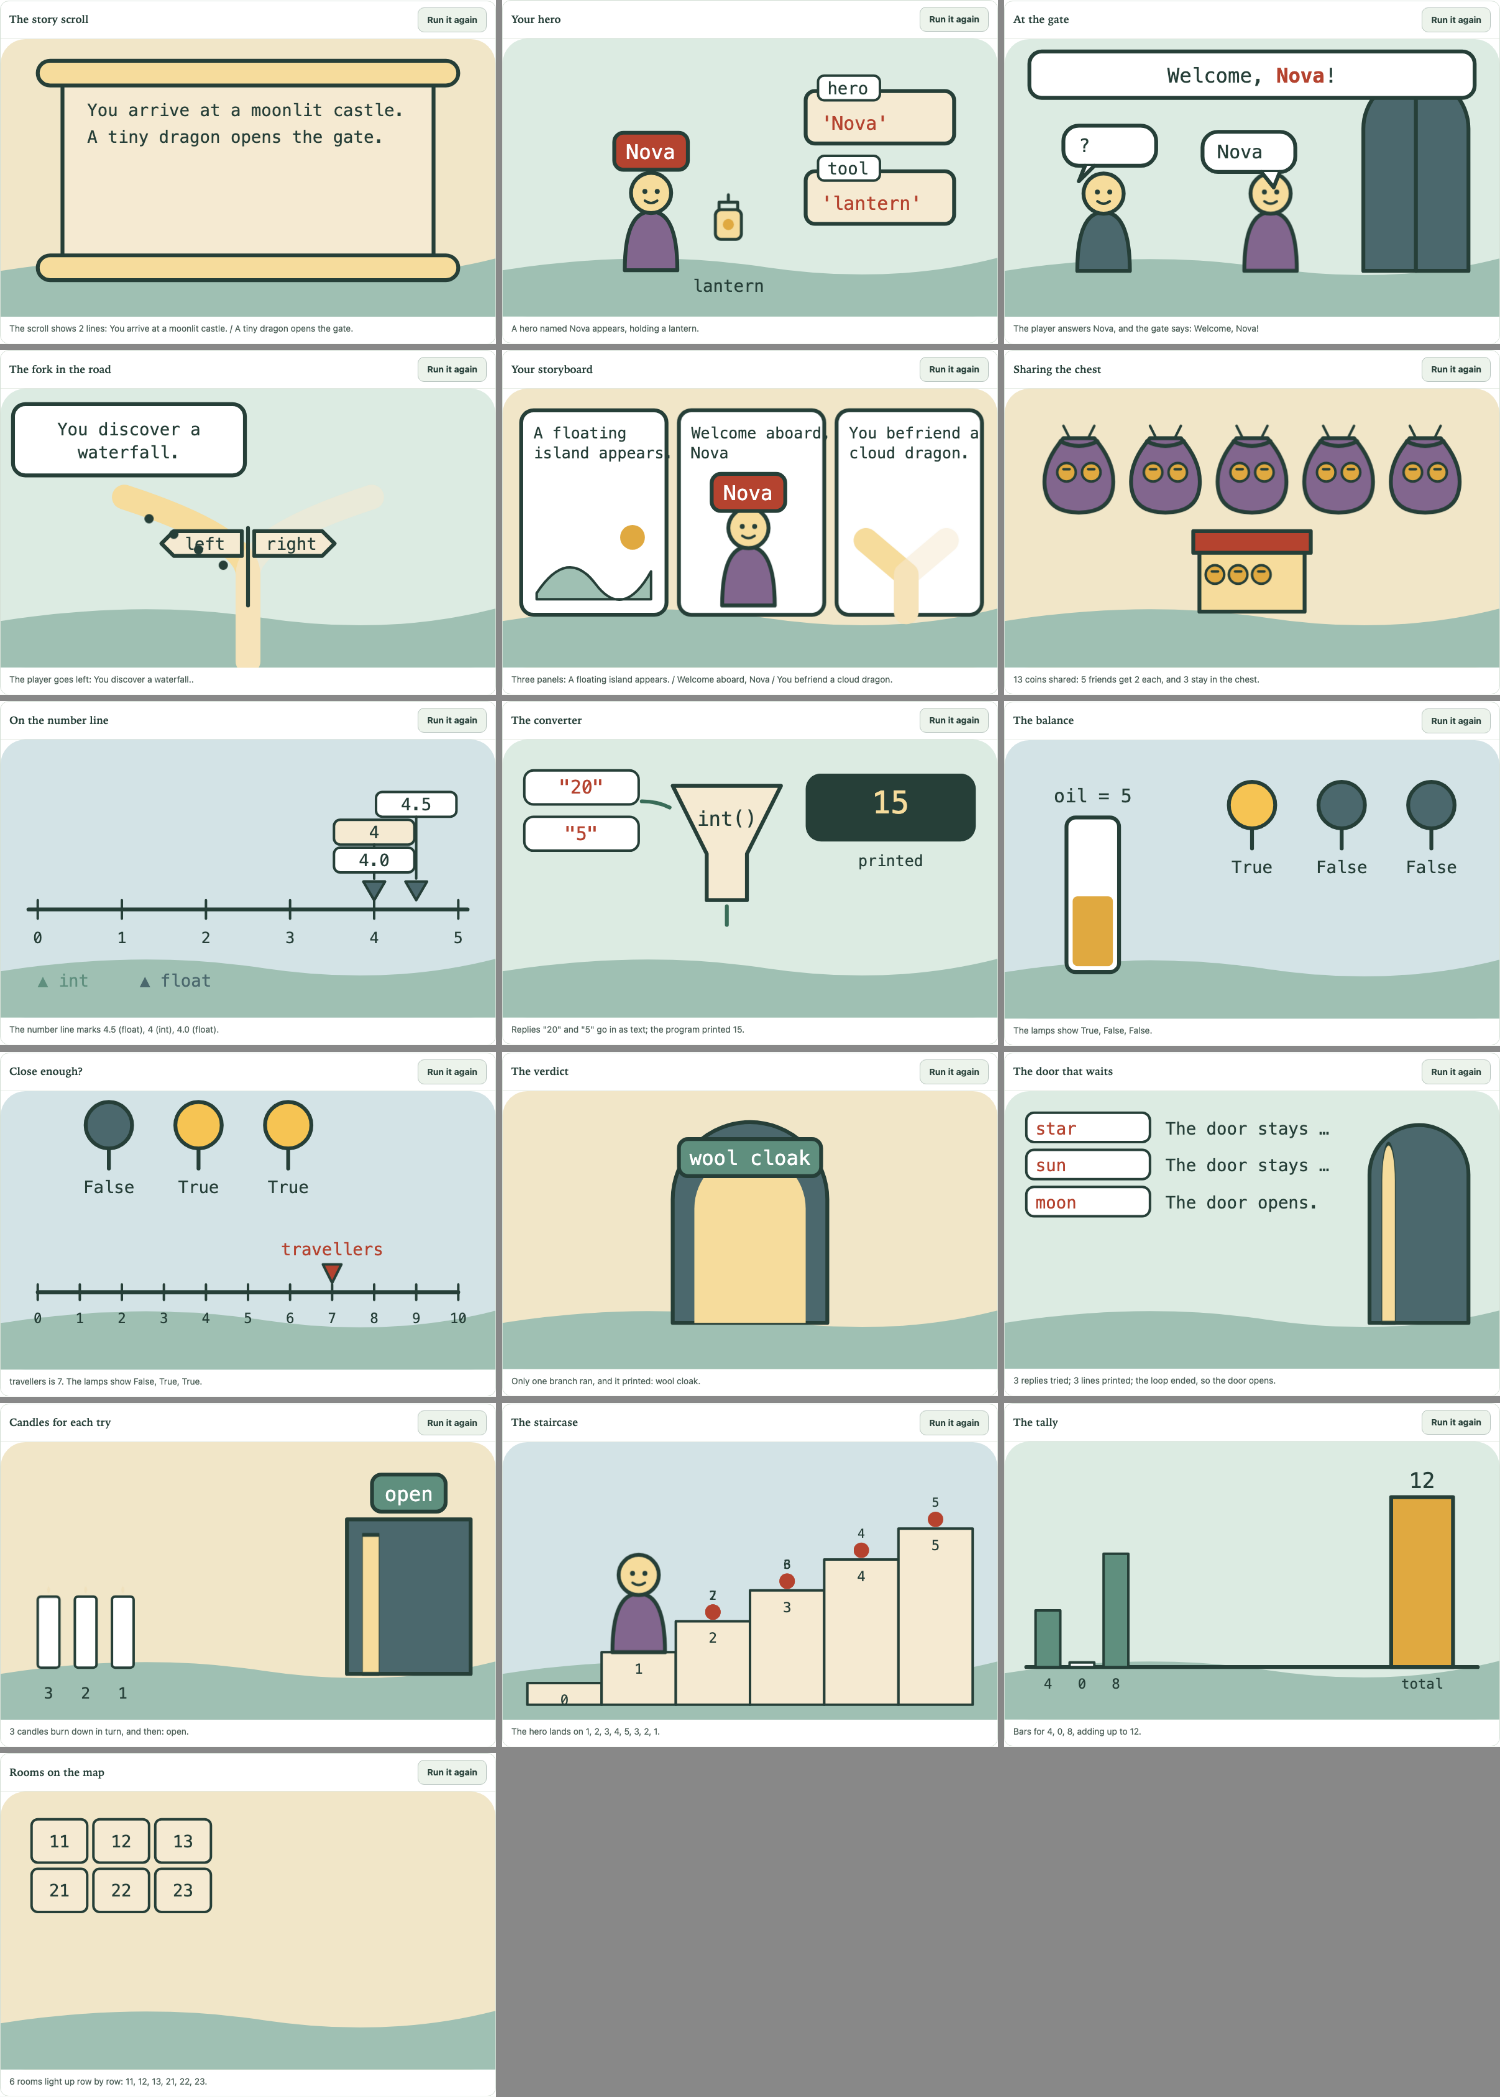 The story scroll
Run it again
You arrive at a moonlit castle.
A tiny dragon opens the gate.
The scroll shows 2 lines: You arrive at a moonlit castle. / A tiny dragon opens the gate.
Your hero
Run it again
hero
'Nova'
Nova
tool
'lantern'
lantern
A hero named Nova appears, holding a lantern.
At the gate
Run it again
Welcome, Nova!
?
Nova
The player answers Nova, and the gate says: Welcome, Nova!
The fork in the road
Run it again
You discover a
waterfall.
left
right
The player goes left: You discover a waterfall..
Your storyboard
Run it again
A floating
island appears.
Welcome aboard,
Nova
Nova
You befriend a
cloud dragon.
Three panels: A floating island appears. / Welcome aboard, Nova / You befriend a cloud dragon.
Sharing the chest
Run it again
13 coins shared: 5 friends get 2 each, and 3 stay in the chest.
On the number line
Run it again
4.5
4
4.0
0 1 2 3 4 5
▲ int ▲ float
The number line marks 4.5 (float), 4 (int), 4.0 (float).
The converter
Run it again
"20"
"5"
int()
15
printed
Replies "20" and "5" go in as text; the program printed 15.
The balance
Run it again
oil = 5
True False False
The lamps show True, False, False.
Close enough?
Run it again
False True True
travellers
0 1 2 3 4 5 6 7 8 9 10
travellers is 7. The lamps show False, True, True.
The verdict
Run it again
wool cloak
Only one branch ran, and it printed: wool cloak.
The door that waits
Run it again
star The door stays …
sun The door stays …
moon The door opens.
3 replies tried; 3 lines printed; the loop ended, so the door opens.
Candles for each try
Run it again
open
3 2 1
3 candles burn down in turn, and then: open.
The staircase
Run it again
5
4
5
4
3
2
1
0
The hero lands on 1, 2, 3, 4, 5, 3, 2, 1.
The tally
Run it again
12
4 0 8 total
Bars for 4, 0, 8, adding up to 12.
Rooms on the map
Run it again
11 12 13
21 22 23
6 rooms light up row by row: 11, 12, 13, 21, 22, 23.